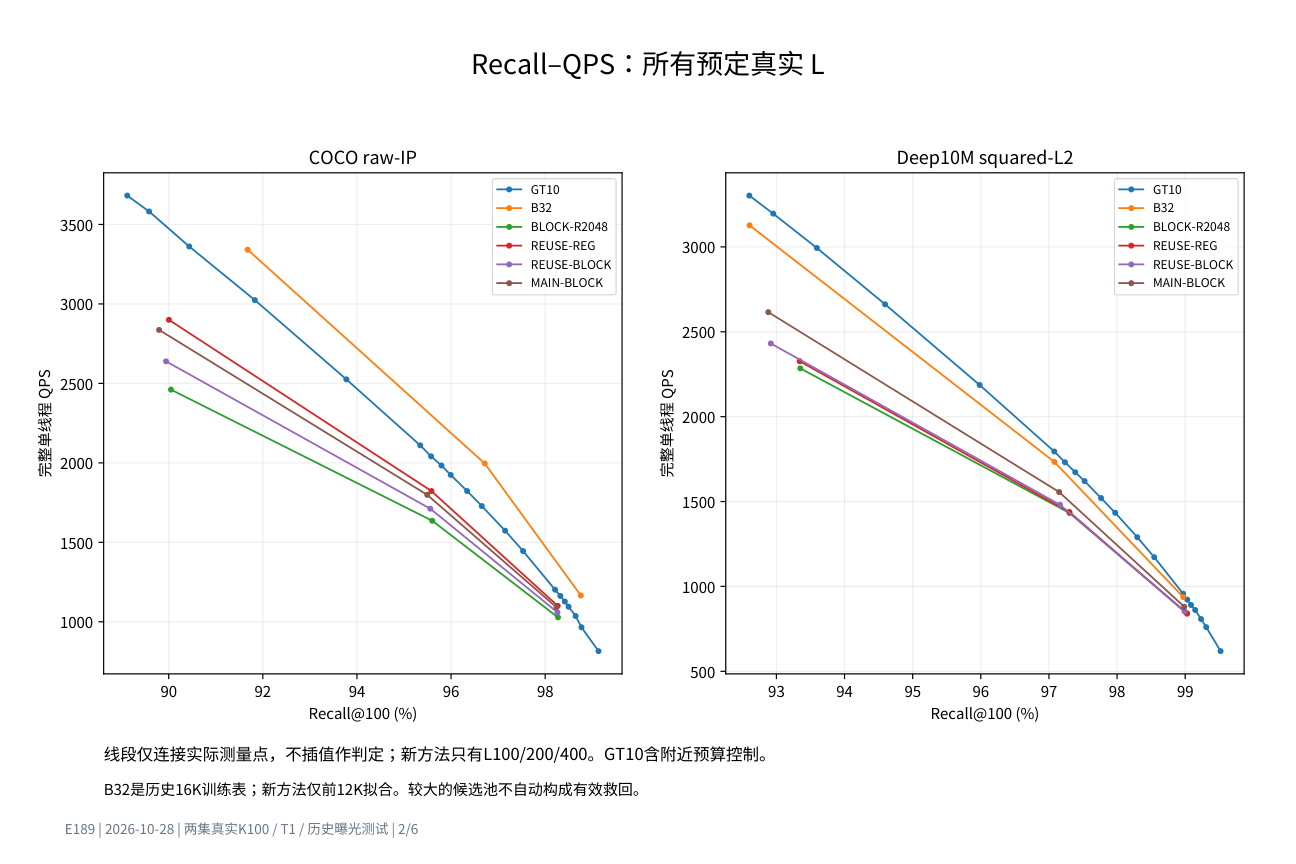 Recall–QPS：所有预定真实 L
COCO raw-IP
GT10
B32
BLOCK-R2048
REUSE-REG
REUSE-BLOCK
MAIN-BLOCK
3500
3000
2500
2000
1500
1000
完整单线程 QPS
90 92 94 96 98
Recall@100 (%)
Deep10M squared-L2
GT10
B32
BLOCK-R2048
REUSE-REG
REUSE-BLOCK
MAIN-BLOCK
3000
2500
2000
1500
1000
500
完整单线程 QPS
93 94 95 96 97 98 99
Recall@100 (%)
线段仅连接实际测量点，不插值作判定；新方法只有L100/200/400。GT10含附近预算控制。
B32是历史16K训练表；新方法仅前12K拟合。较大的候选池不自动构成有效救回。
E189 | 2026-10-28 | 两集真实K100 / T1 / 历史曝光测试 | 2/6